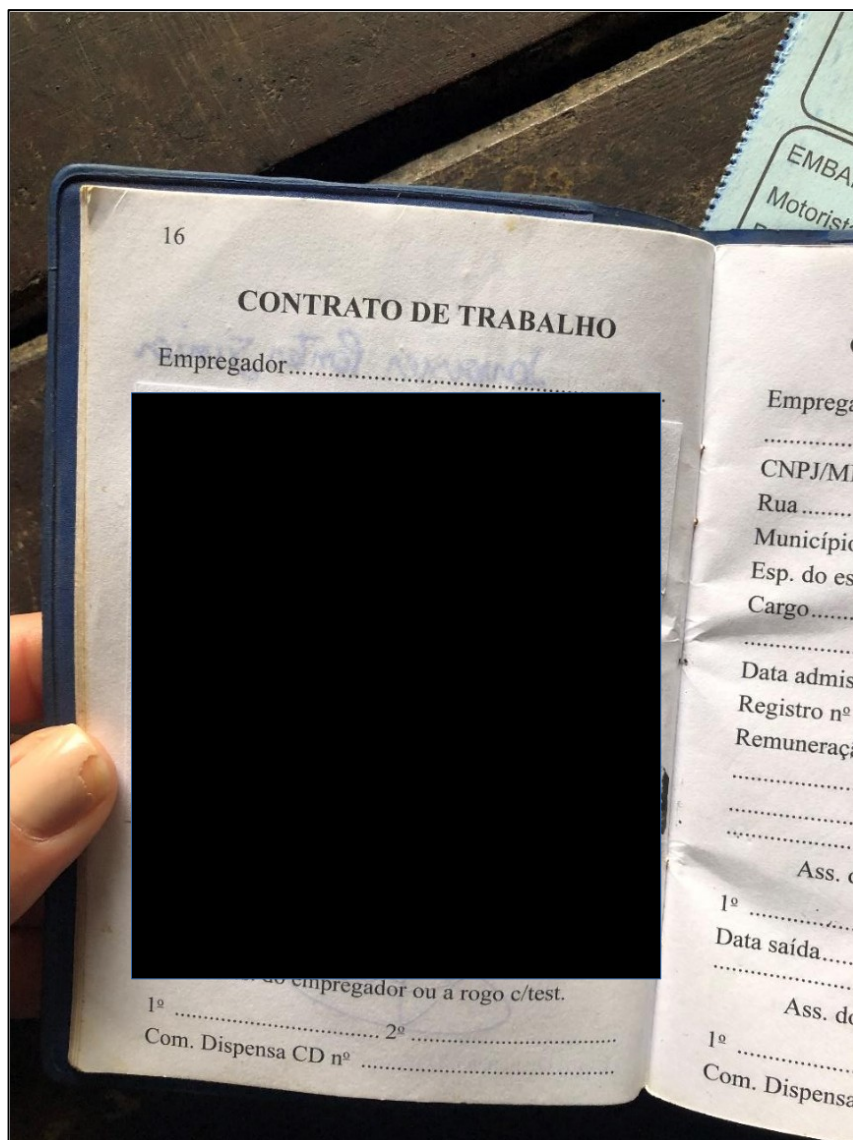 16
CONTRATO DE TRABALHO
Empregador
do empregador ou a rogo c/test.
1º 2º
Com. Dispensa CD nº
EMBA
Motorist
Emprega
CNPJ/M
Rua
Município
Esp. do es
Cargo
Data admis
Registro nº
Remuneraçã
Ass. d
1º
Data saída
Ass. do
1º
Com. Dispensa